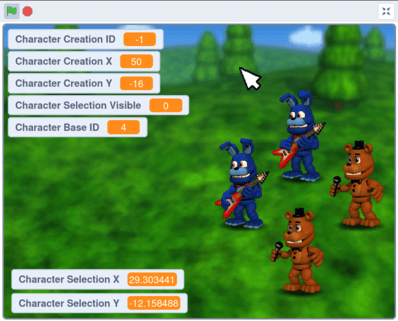 Character Creation ID -1
Character Creation X 50
Character Creation Y -16
Character Selection Visible 0
Character Base ID 4
Character Selection X 29.303441
Character Selection Y -12.158488